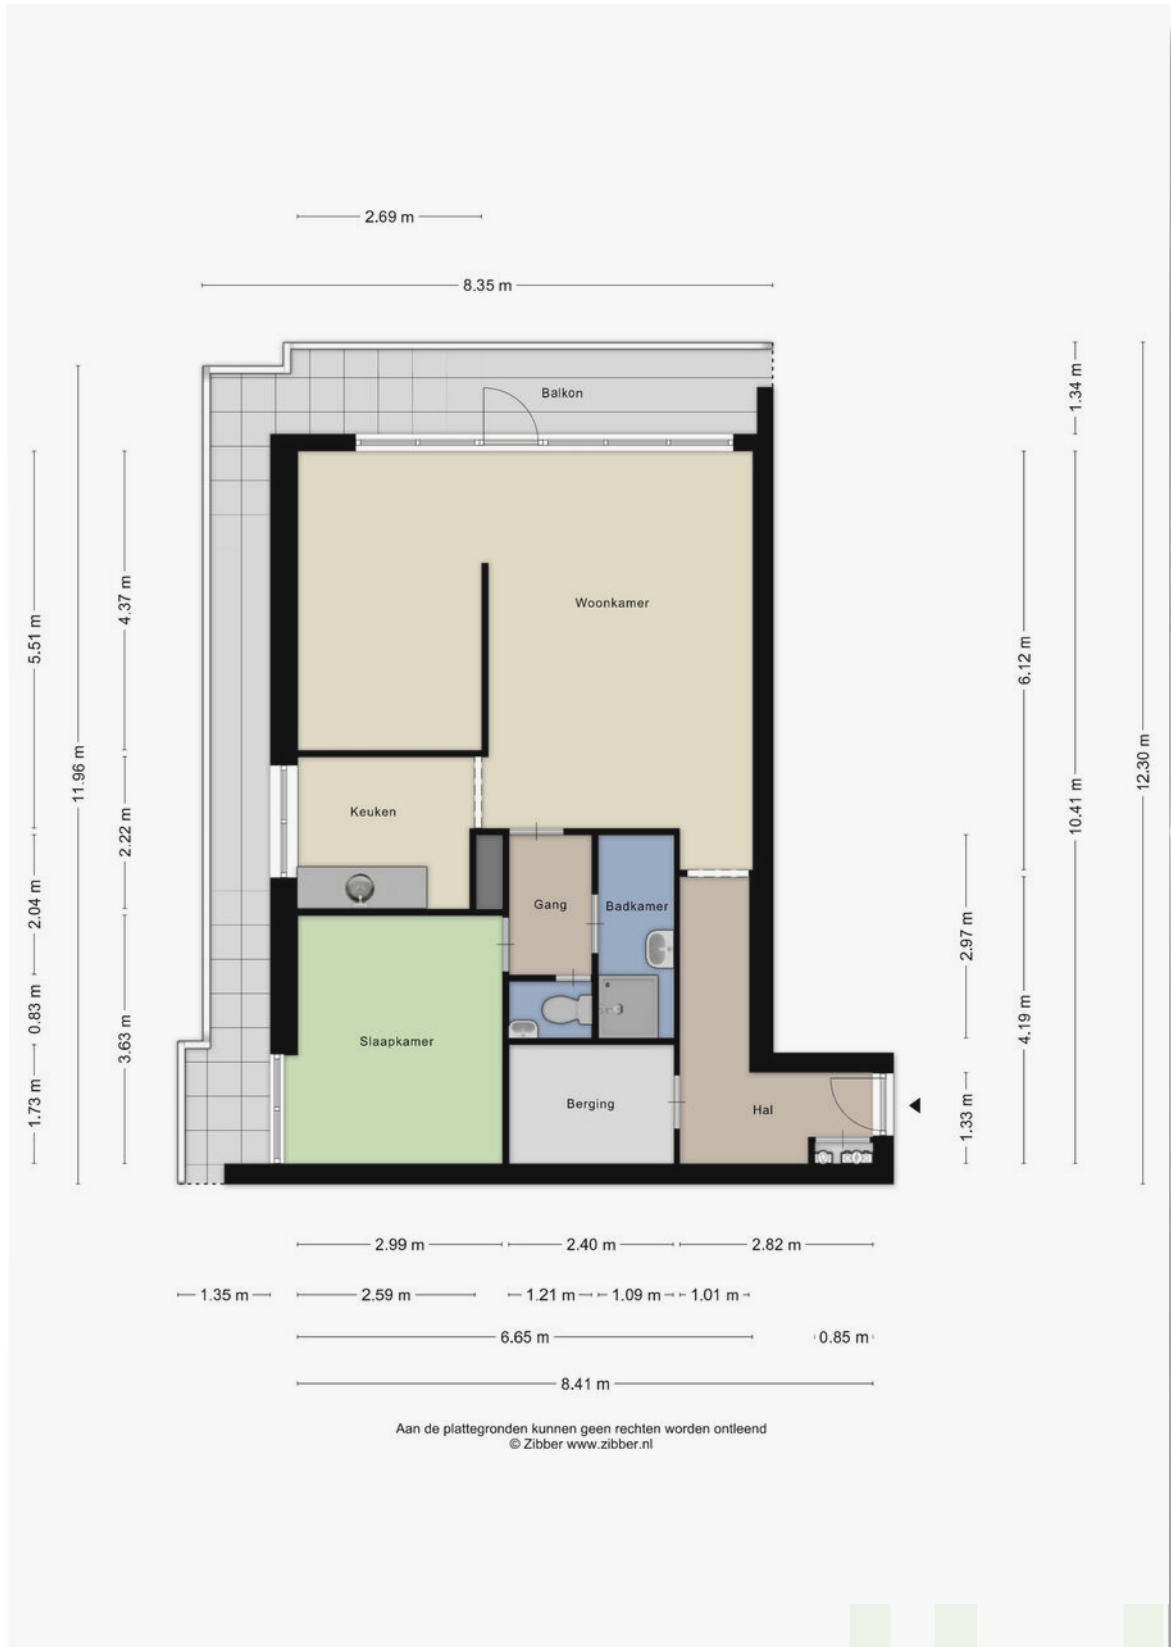 2.69 m
8.35 m
Balkon
1.34 m
Woonkamer
4.37 m
5.51 m
6.12 m
11.96 m
12.30 m
10.41 m
Keuken
2.22 m
2.04 m
Gang
Badkamer
2.97 m
0.83 m
4.19 m
3.63 m
Slaapkamer
1.73 m
Berging
Hal
1.33 m
2.99 m
2.40 m
2.82 m
1.35 m
2.59 m
1.21 m
1.09 m
1.01 m
6.65 m
0.85 m
8.41 m
Aan de plattegronden kunnen geen rechten worden ontleend
© Zibber www.zibber.nl